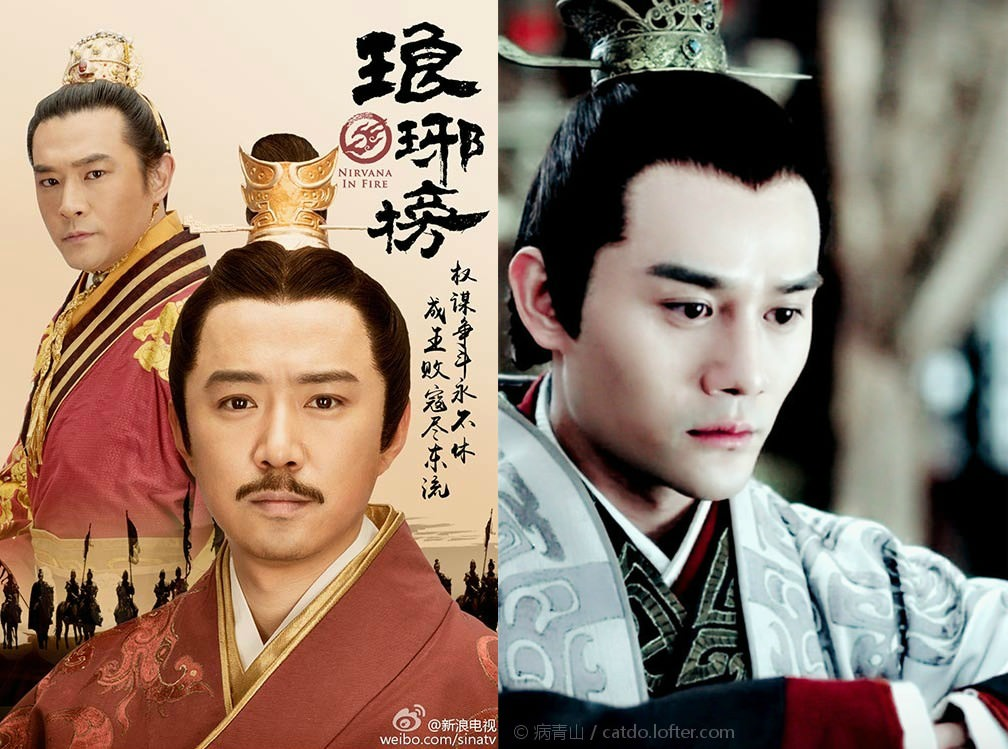 琅琊榜
NIRVANA
IN FIRE
权谋争斗永不休
成王败寇尽东流
@新浪电视
weibo.com/sinatv
© 病青山 / catdo.lofter.com